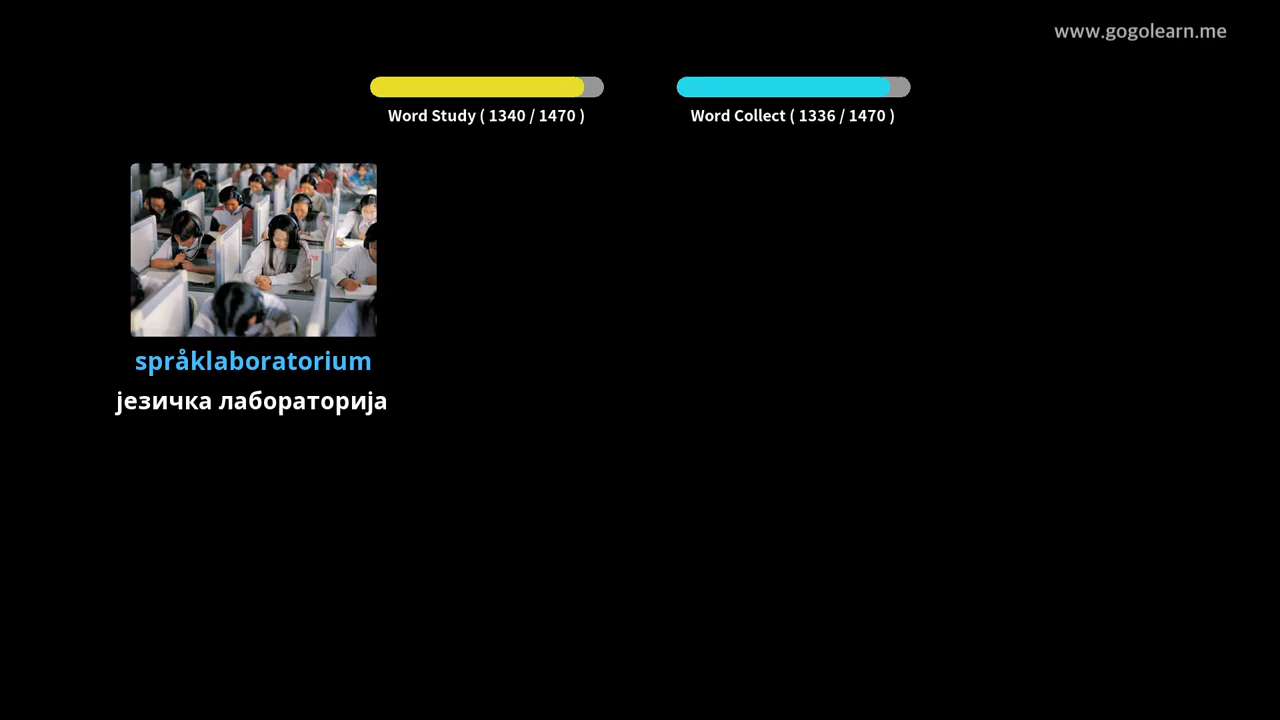 www.gogolearn.me
Word Study ( 1340 / 1470 )
Word Collect ( 1336 / 1470 )
språklaboratorium
језичка лабораторија